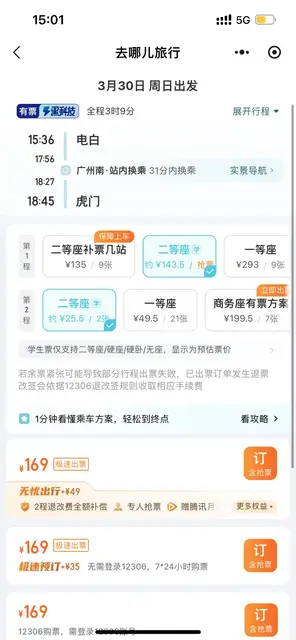 15:01
5G
去哪儿旅行
3月30日 周日出发
有票 黑科技 全程3时9分 展开行程
15:36 电白
17:56 广州南·站内换乘 31分内换乘 实景导航 >
18:27
18:45 虎门
第1程
保障上车
二等座补票几站
¥135 / 9张
二等座 学
约 ¥143.5 / 抢票
一等座
¥293 / 9张
第2程
二等座 学
约 ¥25.5 / 2张
一等座
¥49.5 / 21张
立即出
商务座有票方案
¥199.5 / 7张
学生票仅支持二等座/硬座/硬卧/无座，显示为预估票价
若余票紧张可能导致部分行程出票失败，已出票订单发生退票
改签会依据12306退改签规则收取相应手续费
1分钟看懂乘车方案，轻松到终点 看攻略 >
¥169 极速出票
订
含抢票
无忧出行+¥49
2程退改费全额补偿 专人抢票 赠腾讯月 更多权益
¥169 极速出票
订
含抢票
极速预订+¥35 无需登录12306，7*24小时购票
¥169
订
含抢票
12306购票，需登录12306账号